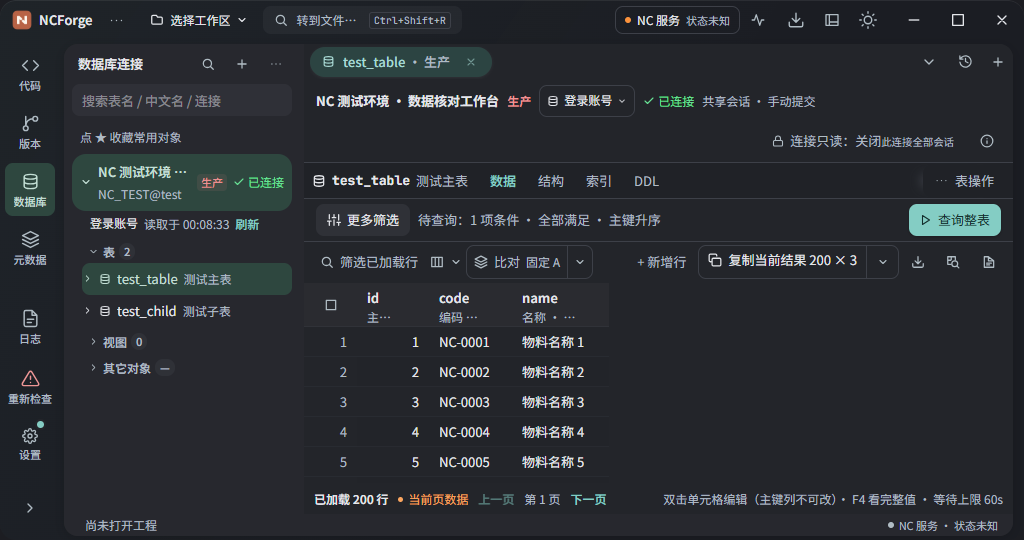 N NCForge ··· 选择工作区 转到文件… Ctrl+Shift+R NC 服务 状态未知
代码
版本
数据库
元数据
日志
重新检查
设置
数据库连接 ···
搜索表名 / 中文名 / 连接
点 ★ 收藏常用对象
NC 测试环境 ··· 生产 已连接
NC_TEST@test
登录账号 读取于 00:08:33 刷新
表 2
test_table 测试主表
test_child 测试子表
视图 0
其它对象 —
test_table • 生产
NC 测试环境 • 数据核对工作台 生产 登录账号 已连接 共享会话 • 手动提交
连接只读：关闭此连接全部会话
test_table 测试主表 数据 结构 索引 DDL ··· 表操作
更多筛选 待查询：1 项条件 • 全部满足 • 主键升序 查询整表
筛选已加载行 比对 固定 A + 新增行 复制当前结果 200 × 3
id code name
主… 编码 … 名称 • …
1 1 NC-0001 物料名称 1
2 2 NC-0002 物料名称 2
3 3 NC-0003 物料名称 3
4 4 NC-0004 物料名称 4
5 5 NC-0005 物料名称 5
已加载 200 行 • 当前页数据 上一页 第 1 页 下一页 双击单元格编辑（主键列不可改）• F4 看完整值 • 等待上限 60s
尚未打开工程 NC 服务 • 状态未知